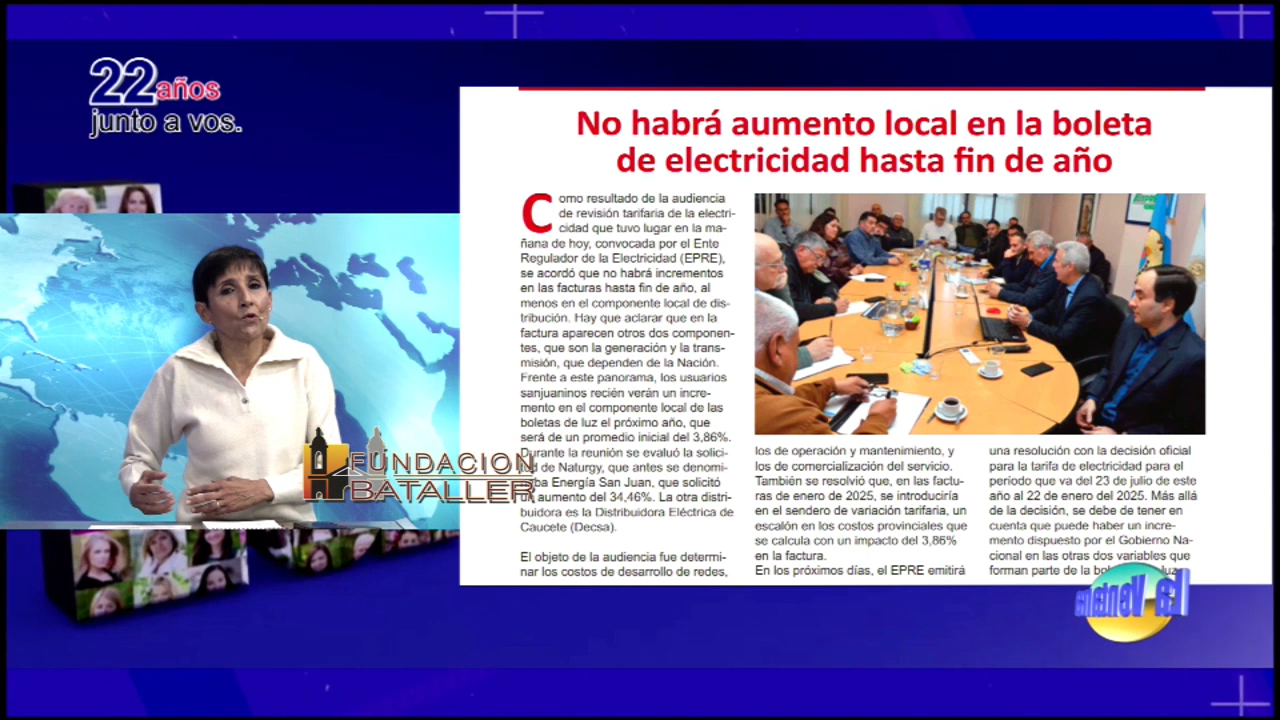 22 años
junto a vos.
No habrá aumento local en la boleta
de electricidad hasta fin de año
Como resultado de la audiencia
de revisión tarifaria de la electri-
cidad que tuvo lugar en la ma-
ñana de hoy, convocada por el Ente
Regulador de la Electricidad (EPRE),
se acordó que no habrá incrementos
en las facturas hasta fin de año, al
menos en el componente local de dis-
tribución. Hay que aclarar que en la
factura aparecen otros dos componen-
tes, que son la generación y la trans-
misión, que dependen de la Nación.
Frente a este panorama, los usuarios
sanjuaninos recién verán un incre-
mento en el componente local de las
boletas de luz el próximo año, que
será de un promedio inicial del 3,86%.
Durante la reunión se evaluó la solici-
de Naturgy, que antes se denomi-
Energía San Juan, que solicitó
un aumento del 34,46%. La otra distri-
buidora es la Distribuidora Eléctrica de
Caucete (Decsa).
El objeto de la audiencia fue determi-
nar los costos de desarrollo de redes,
los de operación y mantenimiento, y
los de comercialización del servicio.
También se resolvió que, en las factu-
ras de enero de 2025, se introduciría
en el sendero de variación tarifaria, un
escalón en los costos provinciales que
se calcula con un impacto del 3,86%
en la factura.
En los próximos días, el EPRE emitirá
una resolución con la decisión oficial
para la tarifa de electricidad para el
período que va del 23 de julio de este
año al 22 de enero del 2025. Más allá
de la decisión, se debe de tener en
cuenta que puede haber un incre-
mento dispuesto por el Gobierno Na-
cional en las otras dos variables que
forman parte de la luz.
FUNDACION
BATALLER
la Ventana